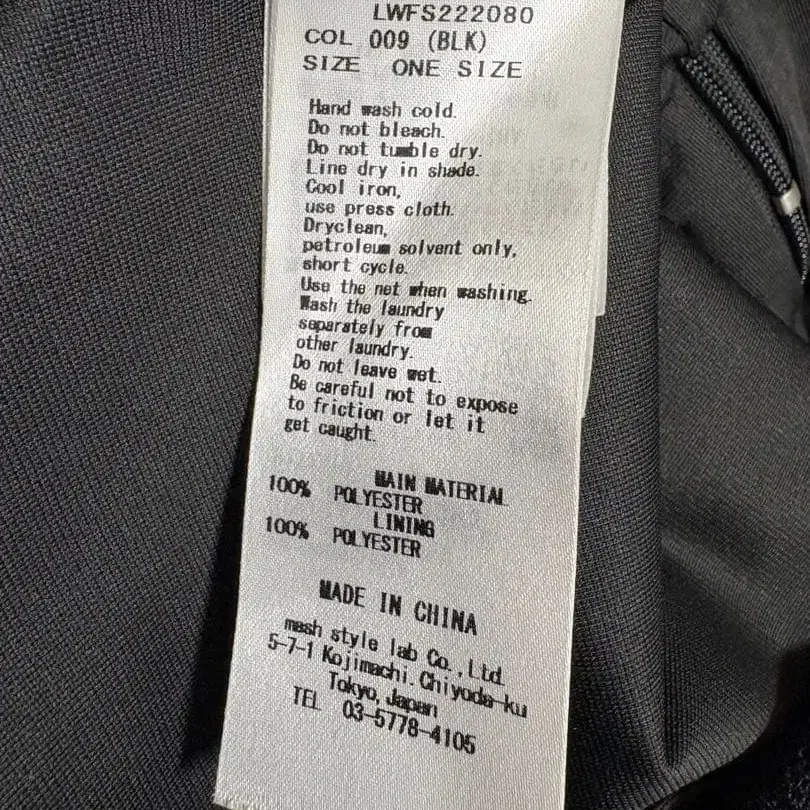 LWFS222080
COL 009 (BLK)
SIZE ONE SIZE
Hand wash cold.
Do not bleach.
Do not tumble dry.
Line dry in shade.
Cool iron,
use press cloth.
Dryclean,
petroleum solvent only,
short cycle.
Use the net when washing.
Wash the laundry
separately from
other laundry.
Do not leave wet.
Be careful not to expose
to friction or let it
get caught.
MAIN MATERIAL
100% POLYESTER
LINING
100% POLYESTER
MADE IN CHINA
mash style lab Co.,Ltd.
5-7-1 Kojimachi.Chiyoda-ku
Tokyo, Japan
TEL 03-5778-4105